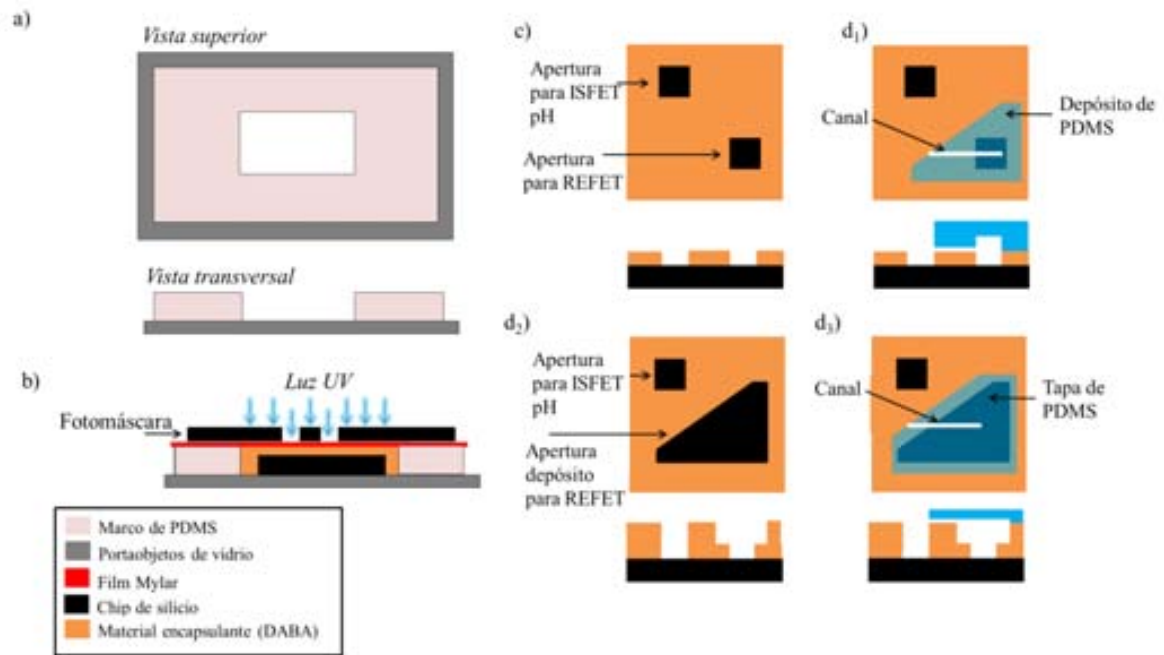 a)
Vista superior
Vista transversal
b)
Luz UV
Fotomáscara
Marco de PDMS
Portaobjetos de vidrio
Film Mylar
Chip de silicio
Material encapsulante (DABA)
c)
Apertura
para ISFET
pH
Apertura
para REFET
d1)
Canal
Depósito de
PDMS
d2)
Apertura
para ISFET
pH
Apertura
depósito
para REFET
d3)
Canal
Tapa de
PDMS